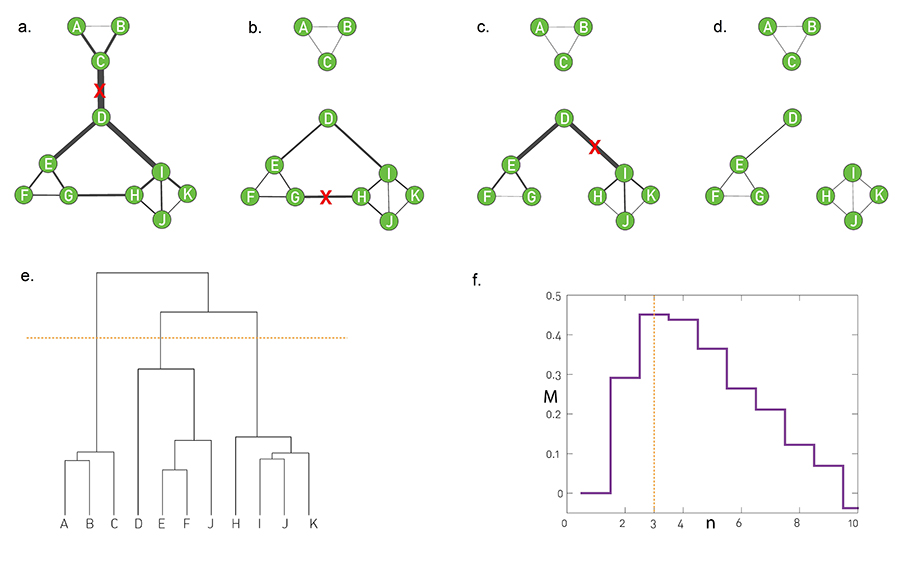 a.
A B
C
X
D
E I
F G H K
J
b.
A B
C
D
E I
F G X H K
J
c.
A B
C
D
X
E I
F G H K
J
d.
A B
C
D
E I
F G H K
J
e.
A B C D E F J H I J K
f.
0.5
0.4
0.3
M
0.2
0.1
0
0 2 3 4 n 6 8 10